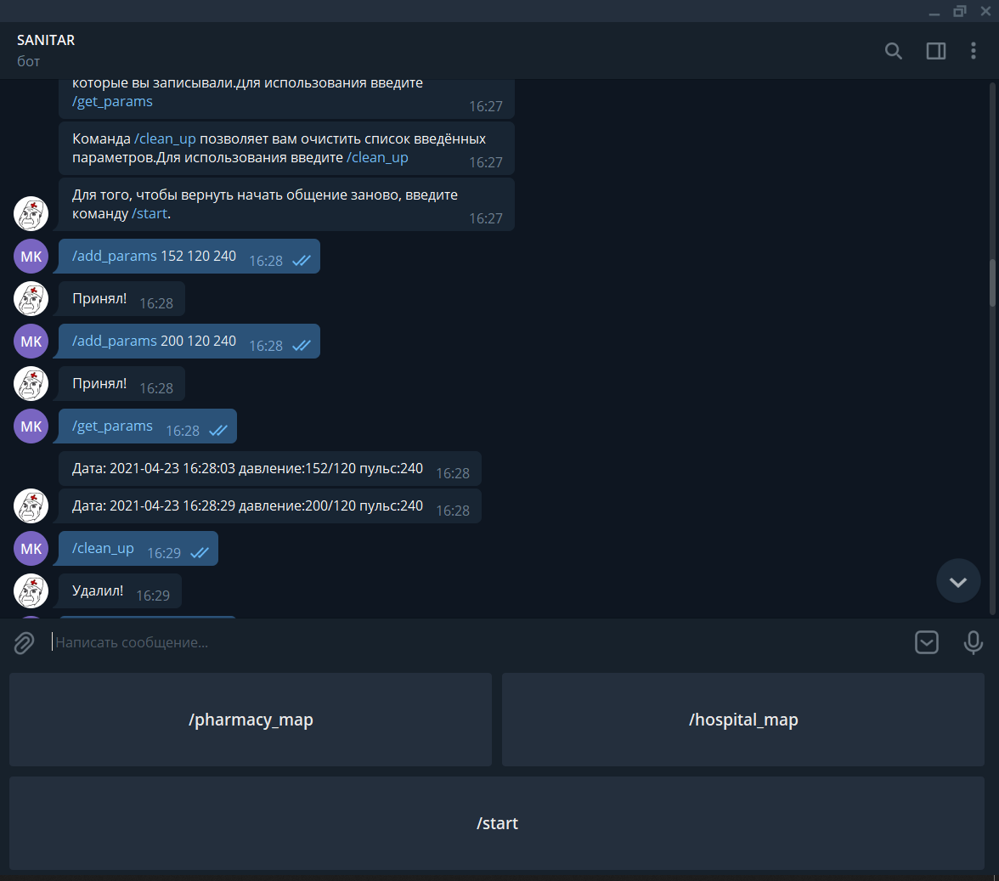 SANITAR
бот
которые вы записывали.Для использования введите
/get_params
16:27
Команда /clean_up позволяет вам очистить список введённых
параметров.Для использования введите /clean_up
16:27
Для того, чтобы вернуть начать общение заново, введите
команду /start.
16:27
MK
/add_params 152 120 240 16:28
Принял! 16:28
MK
/add_params 200 120 240 16:28
Принял! 16:28
MK
/get_params 16:28
Дата: 2021-04-23 16:28:03 давление:152/120 пульс:240 16:28
Дата: 2021-04-23 16:28:29 давление:200/120 пульс:240 16:28
MK
/clean_up 16:29
Удалил! 16:29
Написать сообщение...
/pharmacy_map
/hospital_map
/start